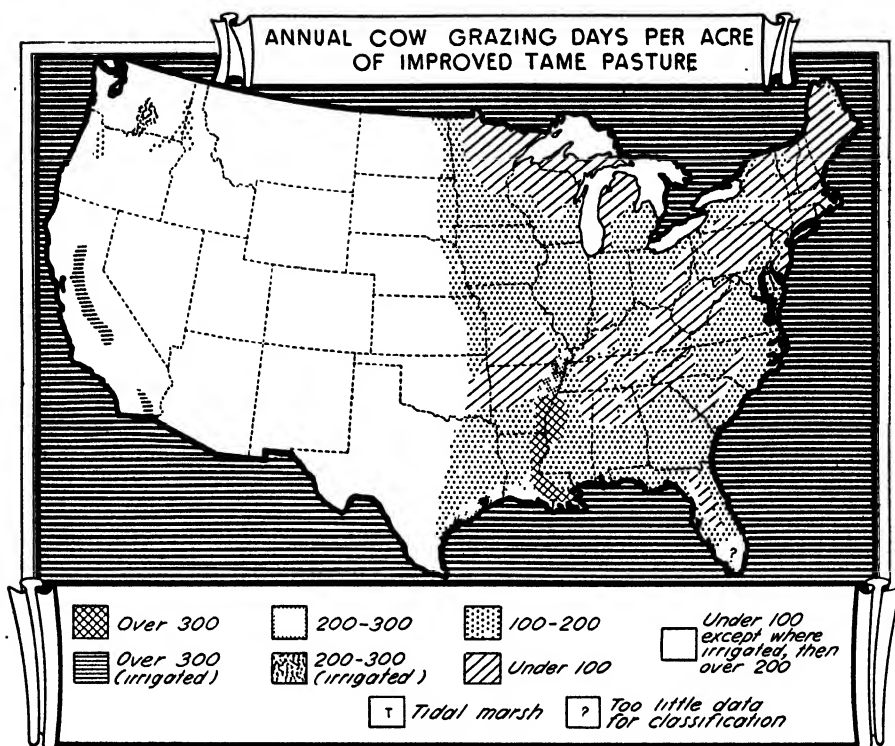 ANNUAL COW GRAZING DAYS PER ACRE
OF IMPROVED TAME PASTURE
?
Over 300
200-300
100-200
Under 100
except where
irrigated, then
over 200
Over 300
(irrigated)
200-300
(irrigated)
Under 100
T Tidal marsh
? Too little data
for classification